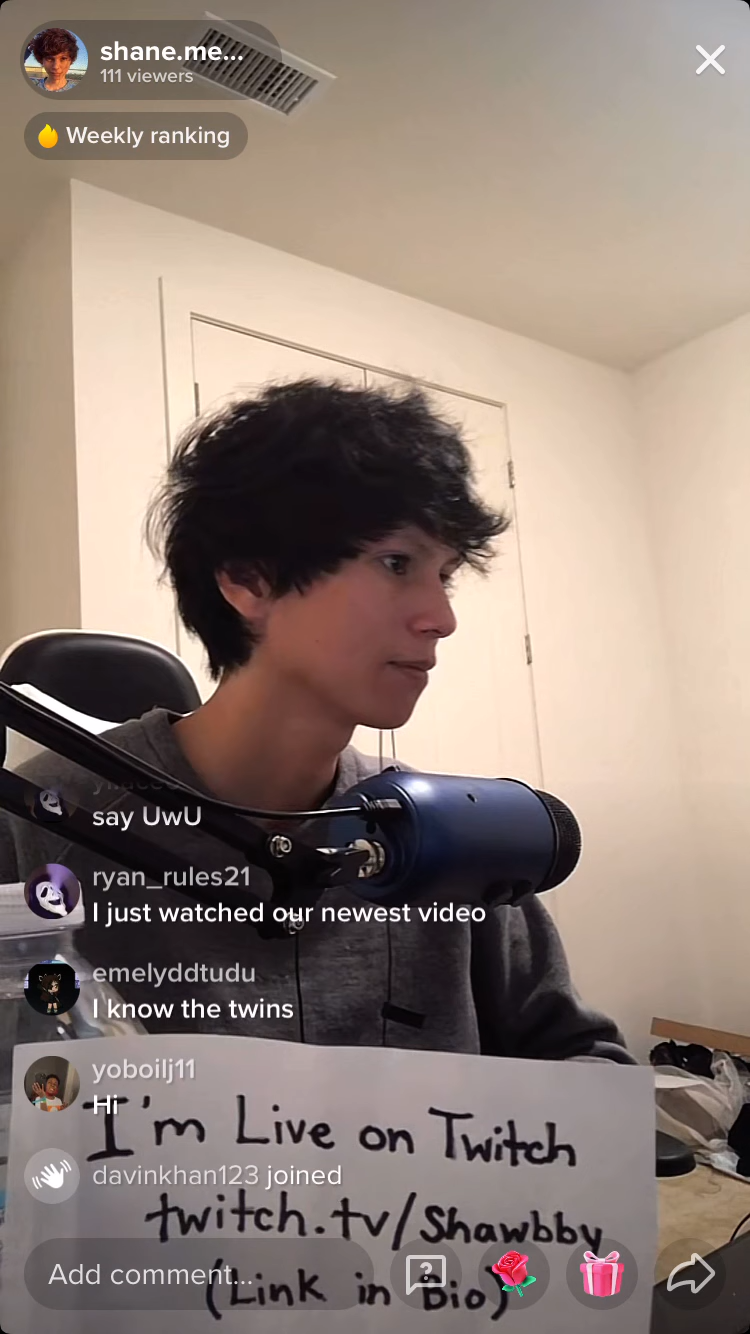 shane.me...
111 viewers
Weekly ranking
say UwU
ryan_rules21
I just watched our newest video
emelyddtudu
I know the twins
yoboilj11
Hi
I'm Live on Twitch
davinkhan123 joined
twitch.tv/Shawbby
Add comment...
(Link in Bio)